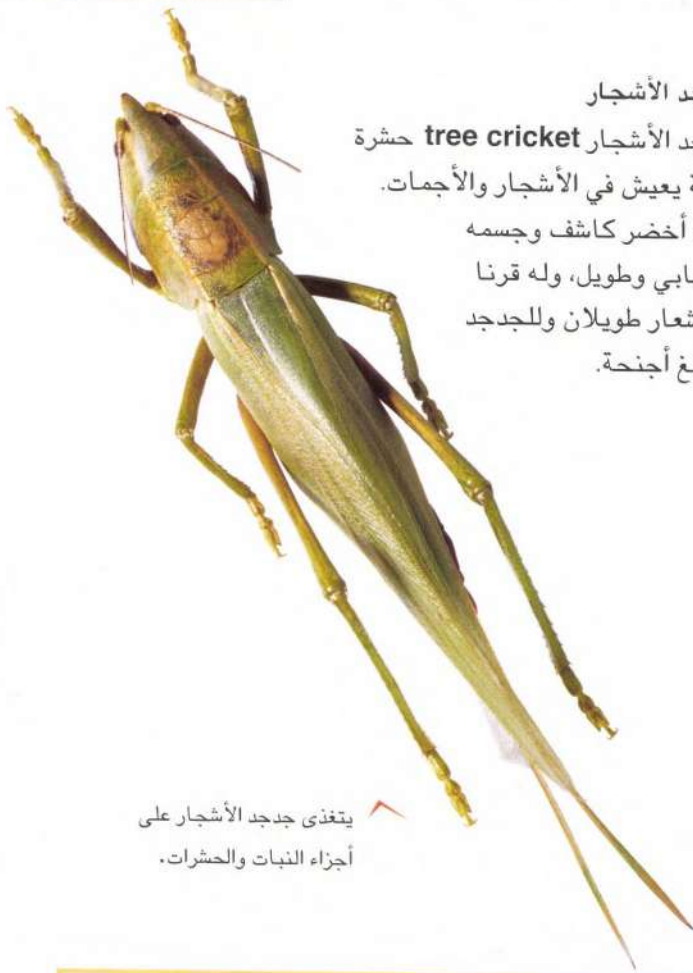 الأشجار
الأشجار tree cricket حشرة
يعيش في الأشجار والأجمات.
أخضر كاشف وجسمه
وطويل، وله قرنا
طويلان وللجدجد
أجنحة.
يتغذى جدجد الأشجار على
أجزاء النبات والحشرات.